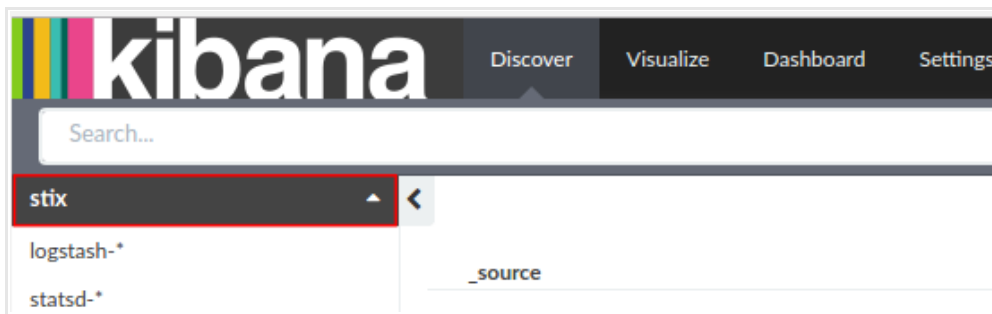 kibana Discover Visualize Dashboard Settings
Search...
stix
logstash-*
_source
statsd-*